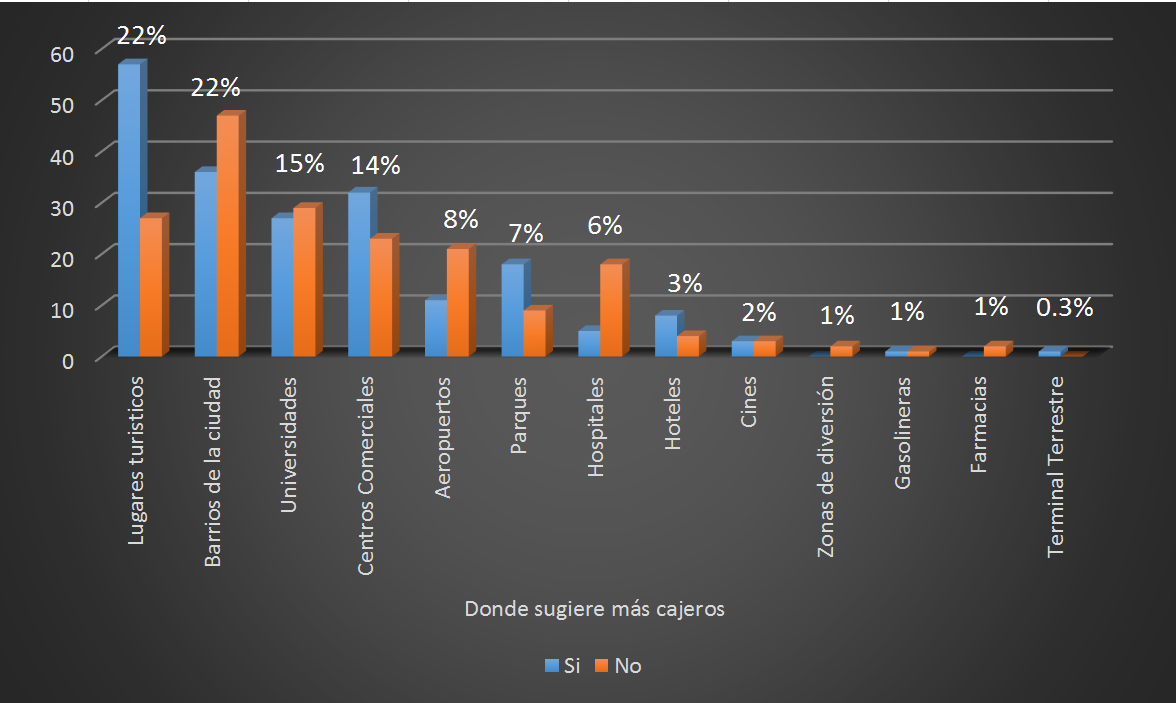 22%
22%
15%
14%
8%
7%
6%
3%
2%
1%
1%
1%
0.3%
60
50
40
30
20
10
0
Lugares turisticos
Barrios de la ciudad
Universidades
Centros Comerciales
Aeropuertos
Parques
Hospitales
Hoteles
Cines
Zonas de diversión
Gasolineras
Farmacias
Terminal Terrestre
Donde sugiere más cajeros
Si No